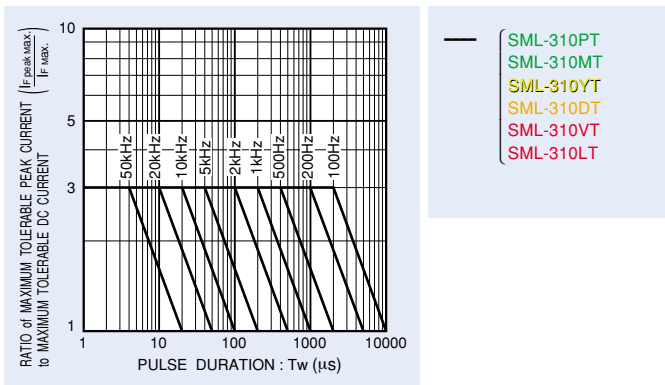 RATIO of MAXIMUM TOLERABLE PEAK CURRENT (IF peak Max. / IF Max.)
to MAXIMUM TOLERABLE DC CURRENT
10
5
3
1
50kHz
20kHz
10kHz
5kHz
2kHz
1kHz
500Hz
200Hz
100Hz
1
10
100
1000
10000
PULSE DURATION : Tw (μs)
SML-310PT
SML-310MT
SML-310YT
SML-310DT
SML-310VT
SML-310LT